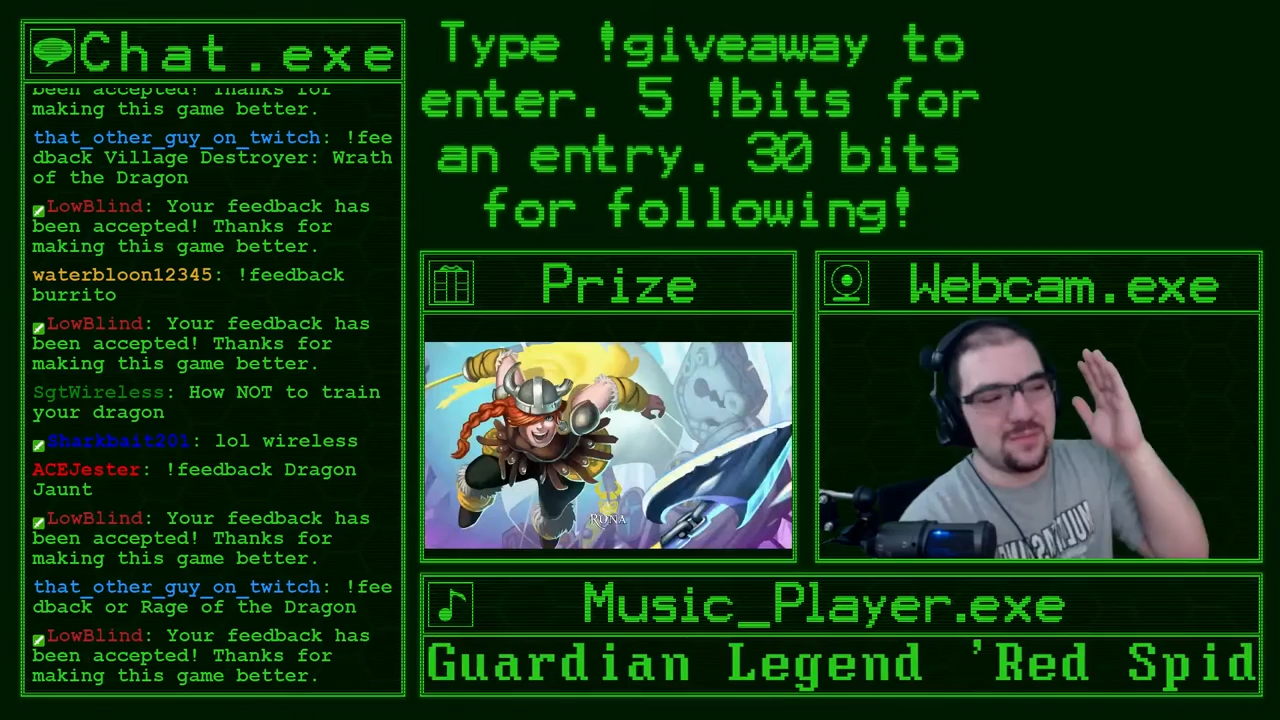 Chat.exe
been accepted! Thanks for
making this game better.
that_other_guy_on_twitch: !fee
dback Village Destroyer: Wrath
of the Dragon
LowBlind: Your feedback has
been accepted! Thanks for
making this game better.
waterbloon12345: !feedback
burrito
LowBlind: Your feedback has
been accepted! Thanks for
making this game better.
SgtWireless: How NOT to train
your dragon
Sharkbait201: lol wireless
ACEJester: !feedback Dragon
Jaunt
LowBlind: Your feedback has
been accepted! Thanks for
making this game better.
that_other_guy_on_twitch: !fee
dback or Rage of the Dragon
LowBlind: Your feedback has
been accepted! Thanks for
making this game better.
Type !giveaway to
enter. 5 !bits for
an entry. 30 bits
for following!
Prize
RONA
Webcam.exe
Music_Player.exe
Guardian Legend 'Red Spid